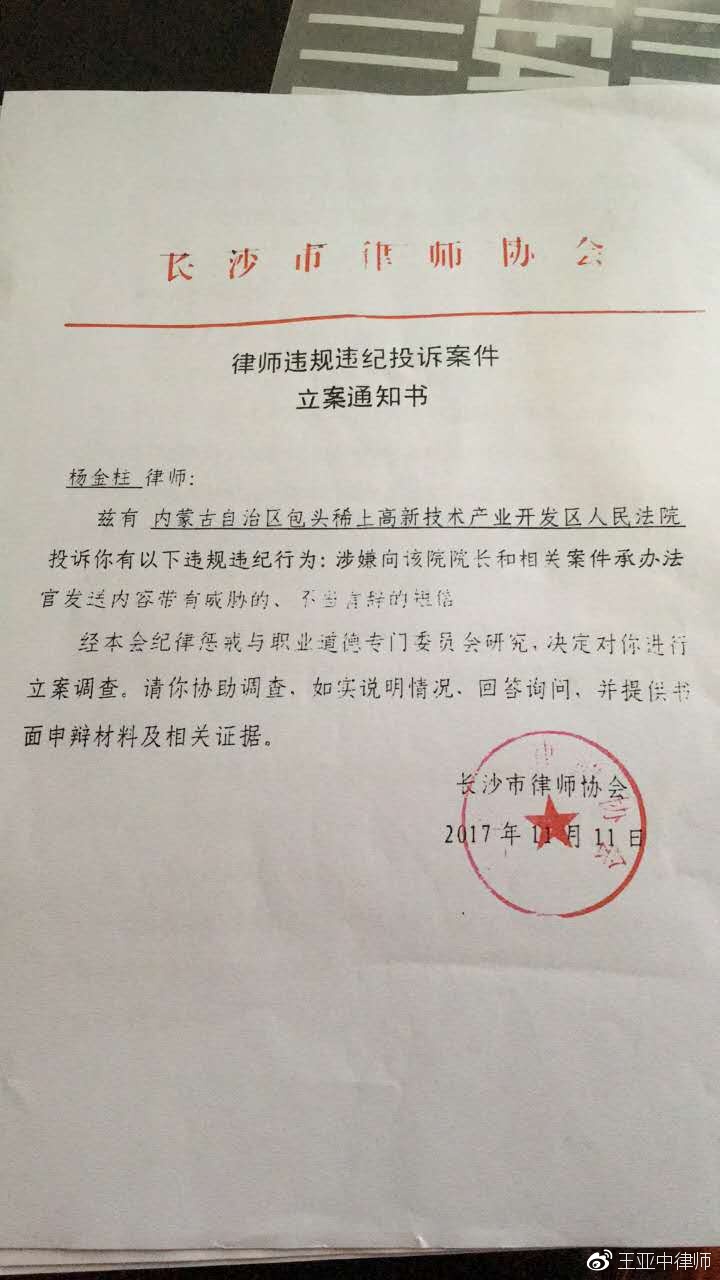 LEA
长沙市律师协会
律师违规违纪投诉案件
立案通知书
杨金柱 律师:
兹有 内蒙古自治区包头稀土高新技术产业开发区人民法院
投诉你有以下违规违纪行为: 涉嫌向该院院长和相关案件承办法
官发送内容带有威胁的、不当言辞的短信
经本会纪律惩戒与职业道德专门委员会研究, 决定对你进行
立案调查。请你协助调查, 如实说明情况、回答询问, 并提供书
面申辩材料及相关证据。
长沙市律师协会
2017 年 11 月 11 日
王亚中律师